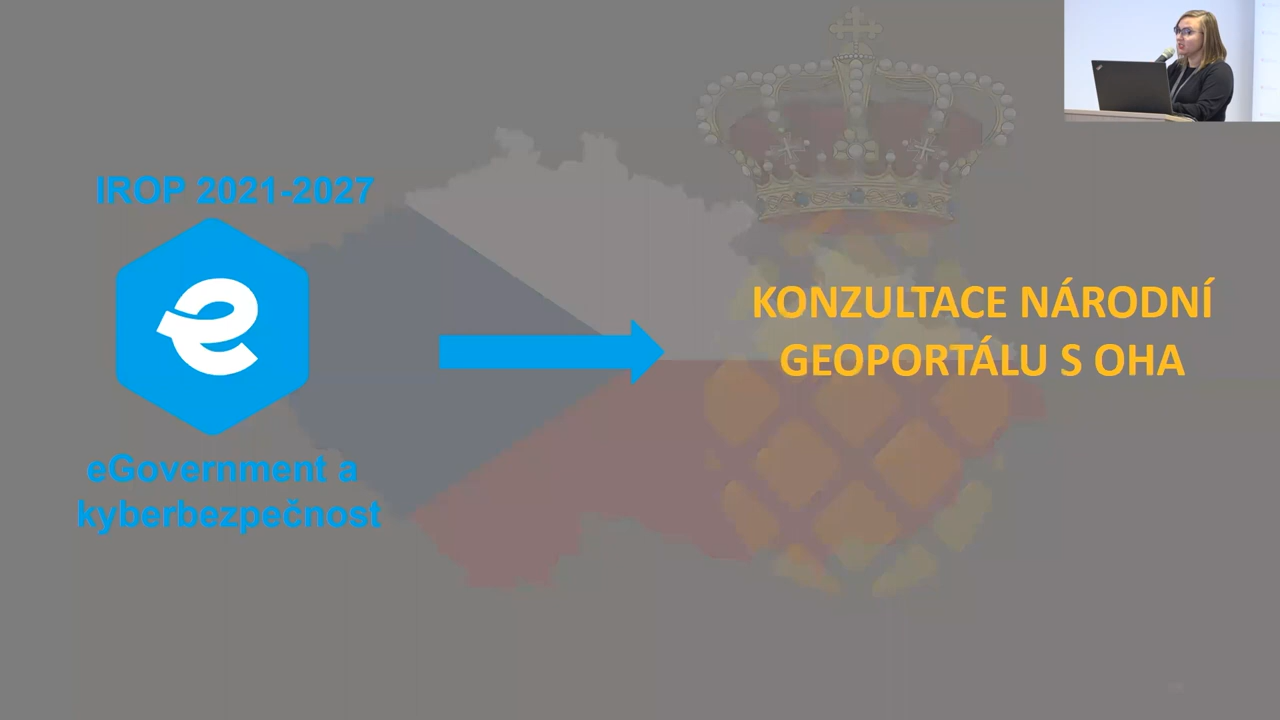 IROP 2021-2027
e
eGovernment a
kyberbezpečnost
KONZULTACE NÁRODNÍ
GEOPORTÁLU S OHA